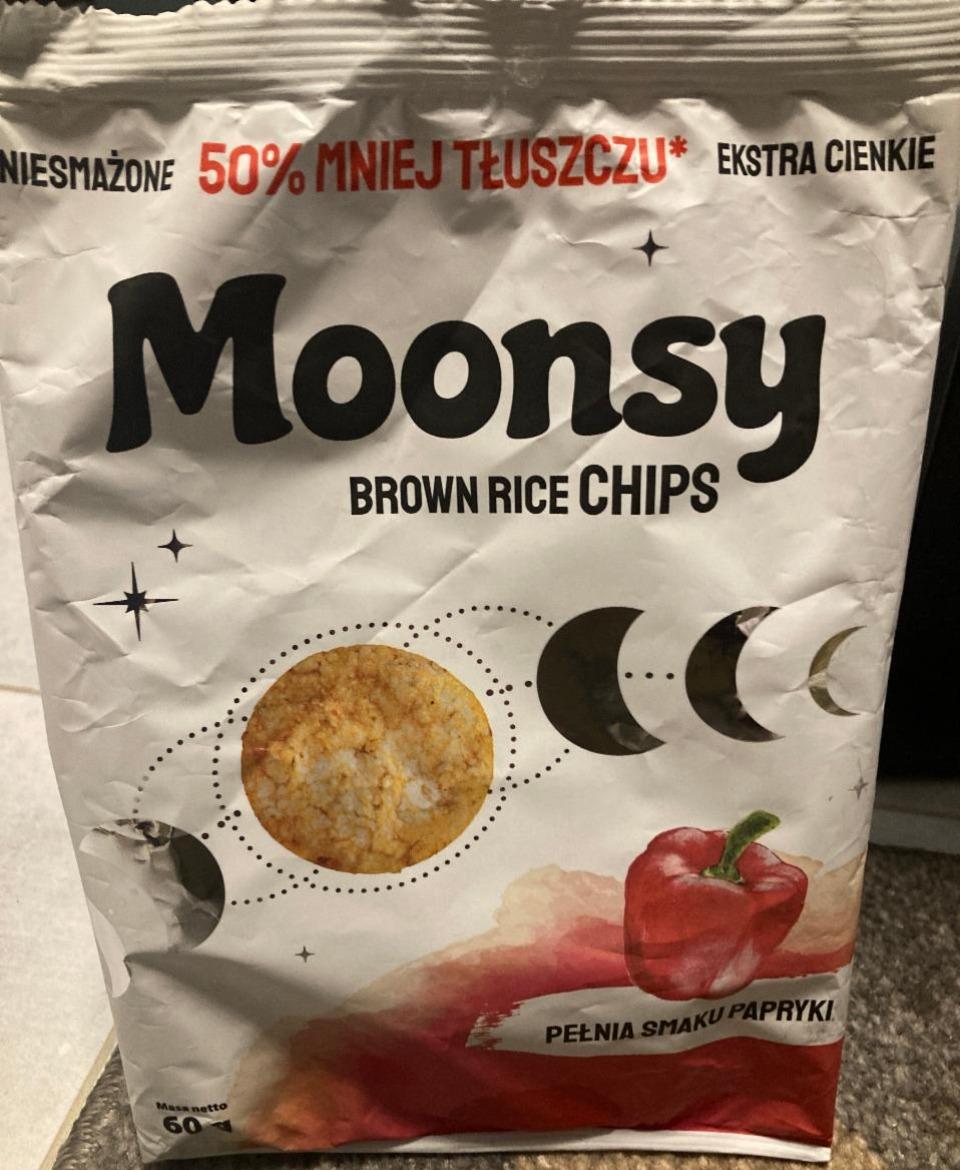 NIESMAŻONE 50% MNIEJ TŁUSZCZU* EKSTRA CIENKIE
Moonsy
BROWN RICE CHIPS
PEŁNIA SMAKU PAPRYKI
Masa netto
60 g